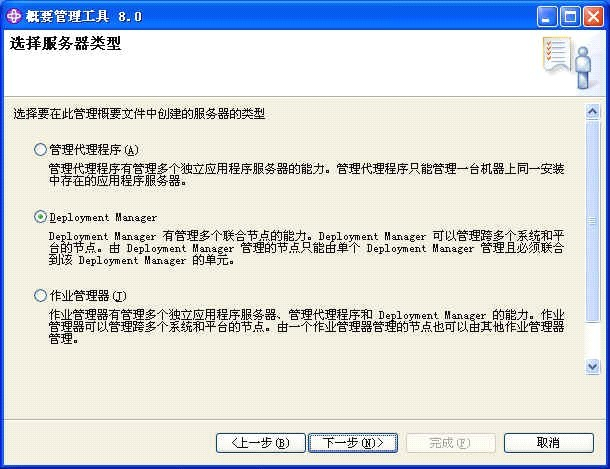 概要管理工具 8.0
选择服务器类型
选择要在此管理概要文件中创建的服务器的类型
管理代理程序(A)
管理代理程序有管理多个独立应用程序服务器的能力。管理代理程序只能管理一台机器上同一安装
中存在的应用程序服务器。
Deployment Manager
Deployment Manager 有管理多个联合节点的能力。Deployment Manager 可以管理跨多个系统和平
台的节点。由 Deployment Manager 管理的节点只能由单个 Deployment Manager 管理且必须联合
到该 Deployment Manager 的单元。
作业管理器(J)
作业管理器有管理多个独立应用程序服务器、管理代理程序和 Deployment Manager 的能力。作业
管理器可以管理跨多个系统和平台的节点。由一个作业管理器管理的节点也可以由其他作业管理器
管理。
<上一步(B) 下一步(N)> 完成(F) 取消